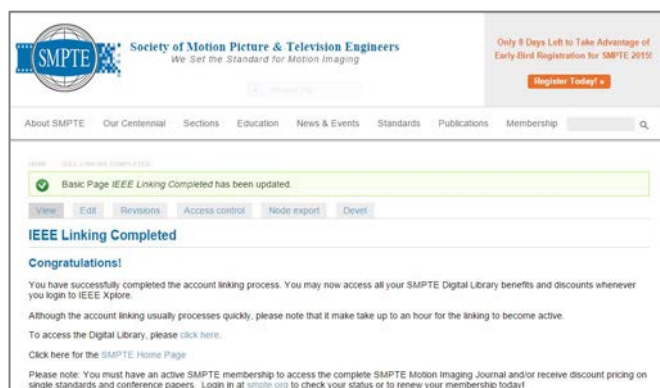 SMPTE
Society of Motion Picture & Television Engineers
We Set the Standard for Motion Imaging
Only 8 Days Left to Take Advantage of
Early-Bird Registration for SMPTE 2015!
Register Today! »
About SMPTE Our Centennial Sections Education News & Events Standards Publications Membership
HOME IEEE LINKING COMPLETED
Basic Page IEEE Linking Completed has been updated.
View Edit Revisions Access control Node export Devel
IEEE Linking Completed
Congratulations!
You have successfully completed the account linking process. You may now access all your SMPTE Digital Library benefits and discounts whenever
you login to IEEE Xplore.
Although the account linking usually processes quickly, please note that it make take up to an hour for the linking to become active.
To access the Digital Library, please click here.
Click here for the SMPTE Home Page
Please note: You must have an active SMPTE membership to access the complete SMPTE Motion Imaging Journal and/or receive discount pricing on
single standards and conference papers. Login in at smpte.org to check your status or to renew your membership today!